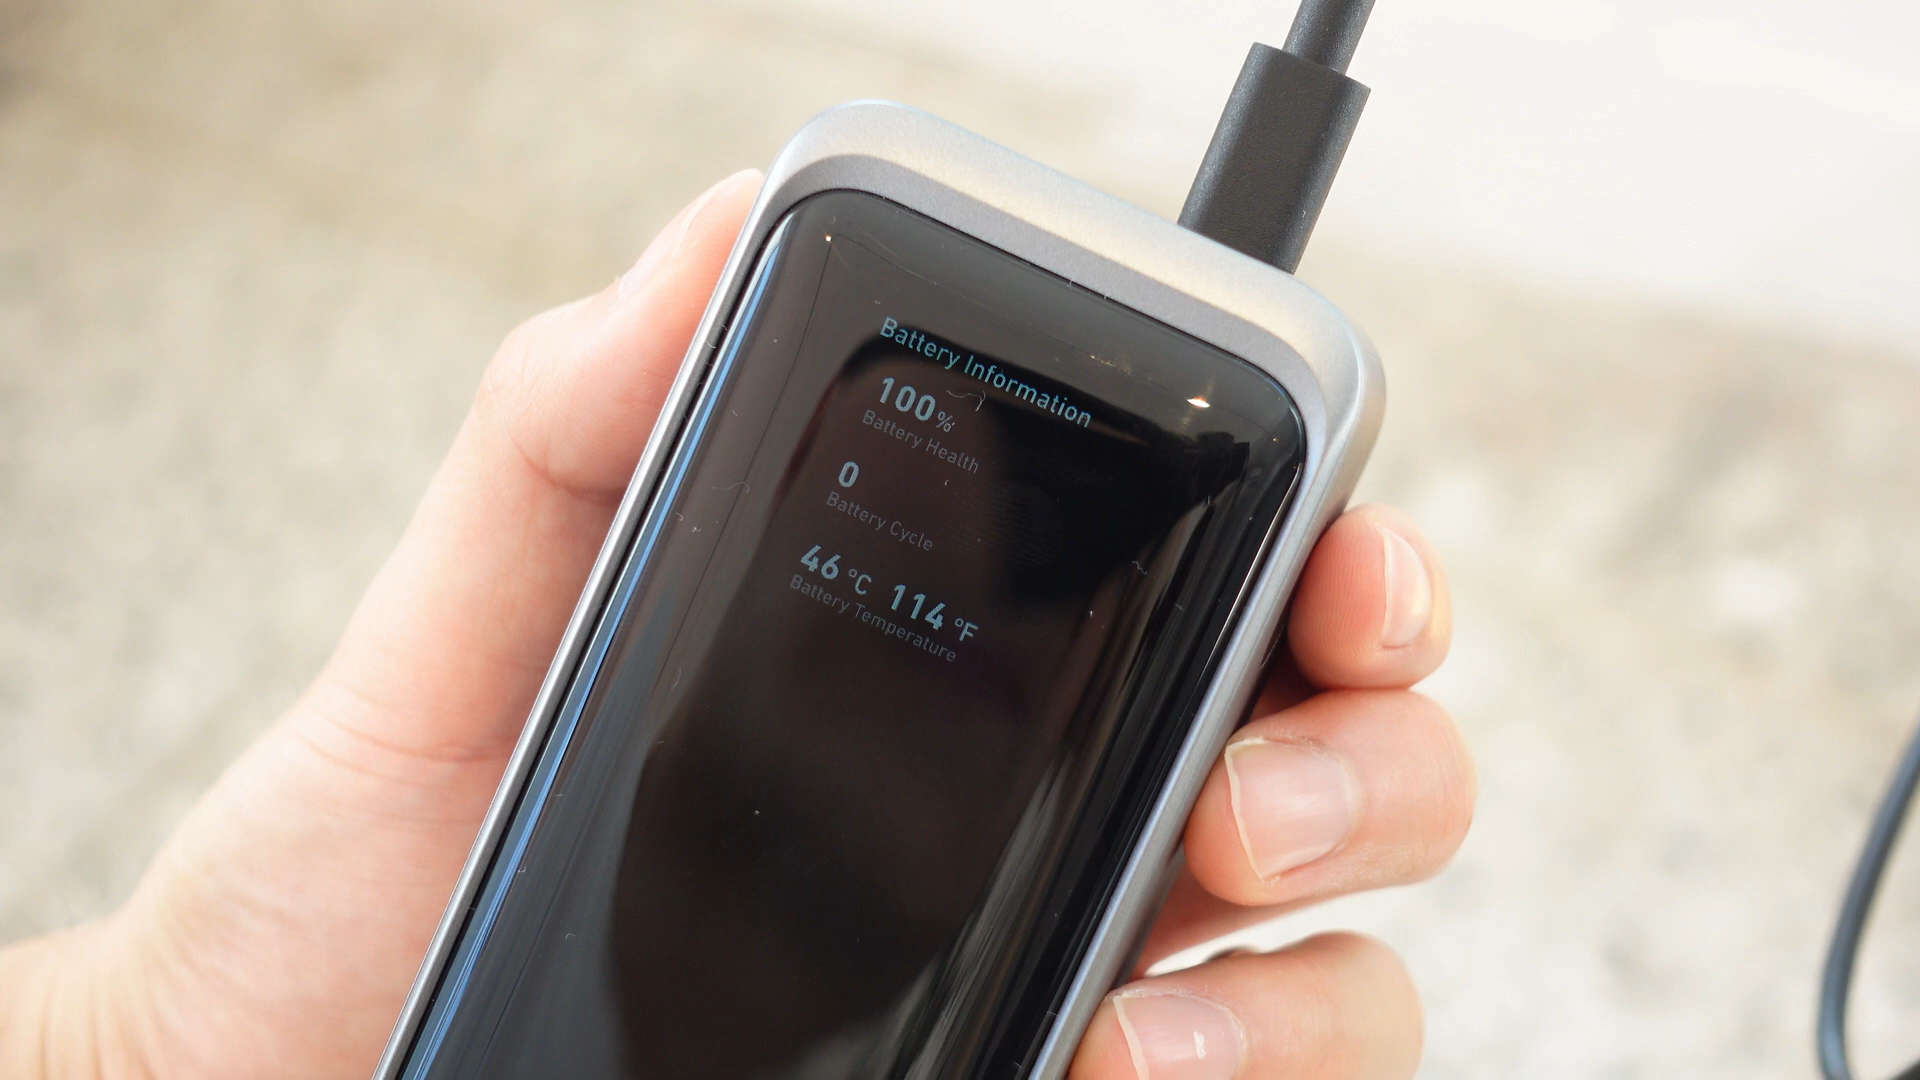 Battery Information
100%
Battery Health
0
Battery Cycle
46 °C 114 °F
Battery Temperature